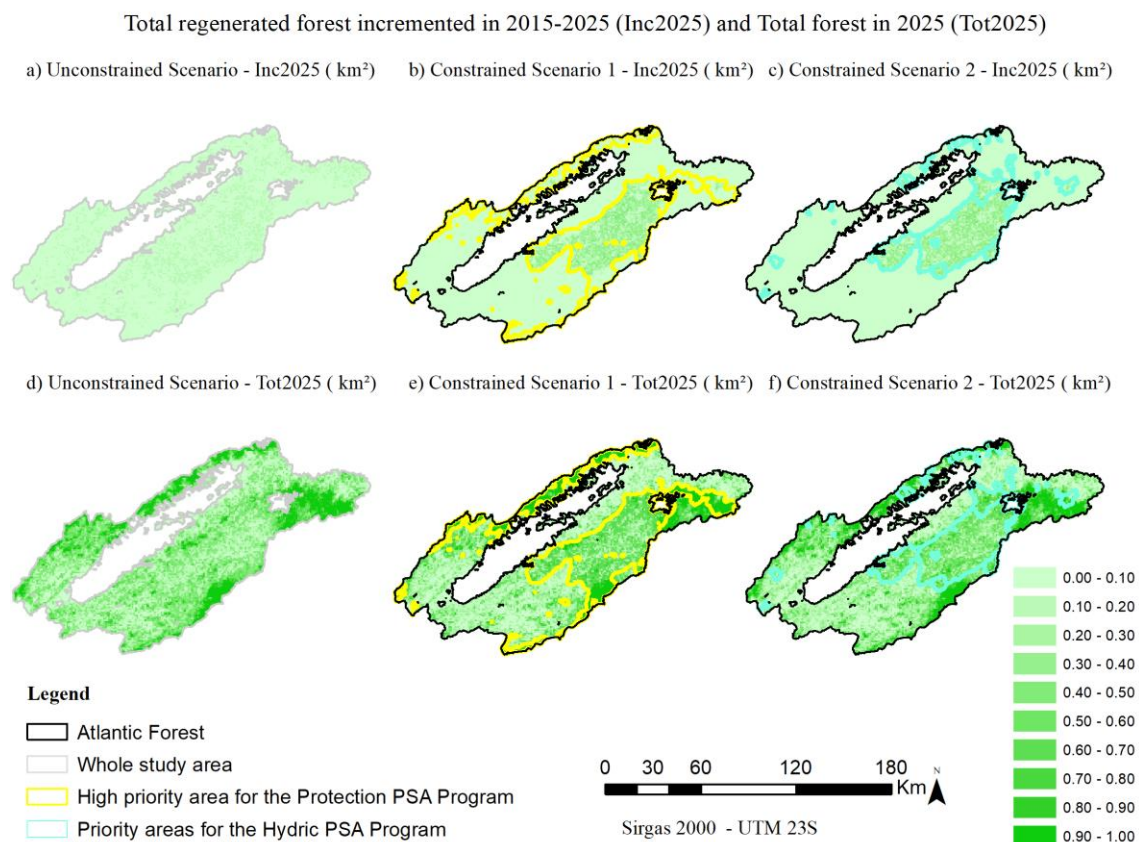 Total regenerated forest incremented in 2015-2025 (Inc2025) and Total forest in 2025 (Tot2025)
a) Unconstrained Scenario - Inc2025 ( km²)
b) Constrained Scenario 1 - Inc2025 ( km²)
c) Constrained Scenario 2 - Inc2025 ( km²)
d) Unconstrained Scenario - Tot2025 ( km²)
e) Constrained Scenario 1 - Tot2025 ( km²)
f) Constrained Scenario 2 - Tot2025 ( km²)
Legend
Atlantic Forest
Whole study area
High priority area for the Protection PSA Program
Priority areas for the Hydric PSA Program
0 30 60 120 180
Km
N
Sirgas 2000 - UTM 23S
0.00 - 0.10
0.10 - 0.20
0.20 - 0.30
0.30 - 0.40
0.40 - 0.50
0.50 - 0.60
0.60 - 0.70
0.70 - 0.80
0.80 - 0.90
0.90 - 1.00